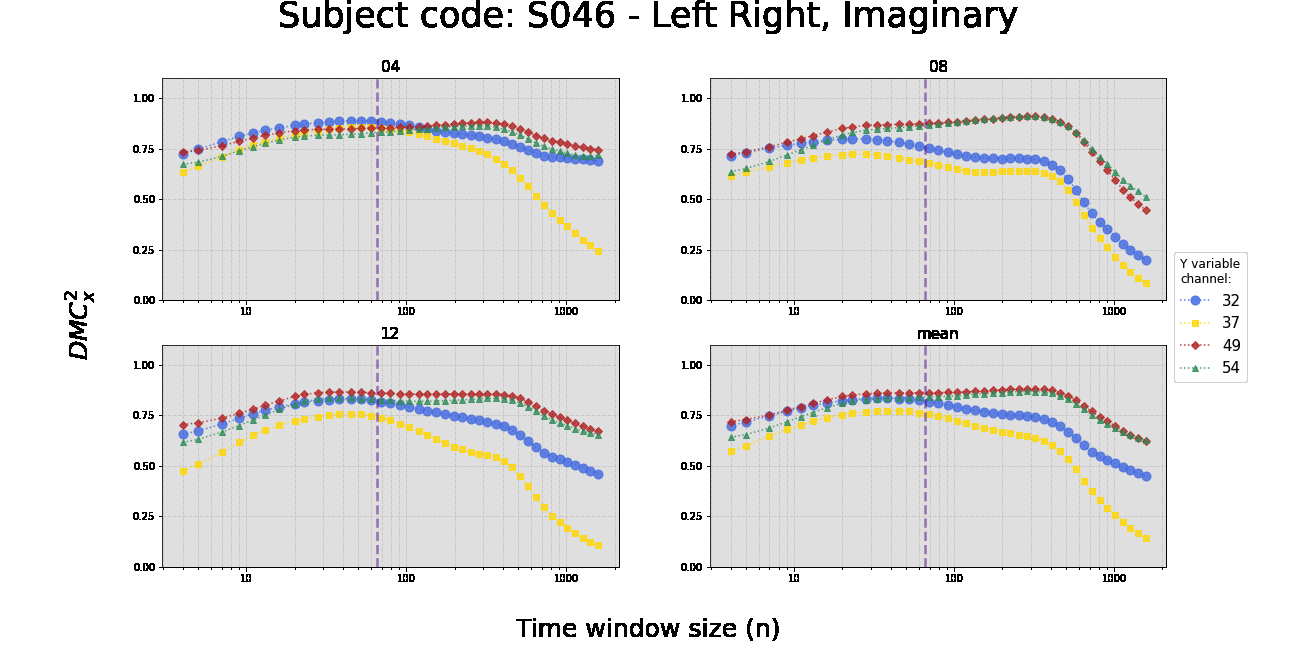 Subject code: S046 - Left Right, Imaginary
04
1.00
0.75
0.50
0.25
0.00
10 100 1000
08
1.00
0.75
0.50
0.25
0.00
10 100 1000
12
1.00
0.75
0.50
0.25
0.00
10 100 1000
mean
1.00
0.75
0.50
0.25
0.00
10 100 1000
DMC²ₓ
Time window size (n)
Y variable
channel:
32
37
49
54